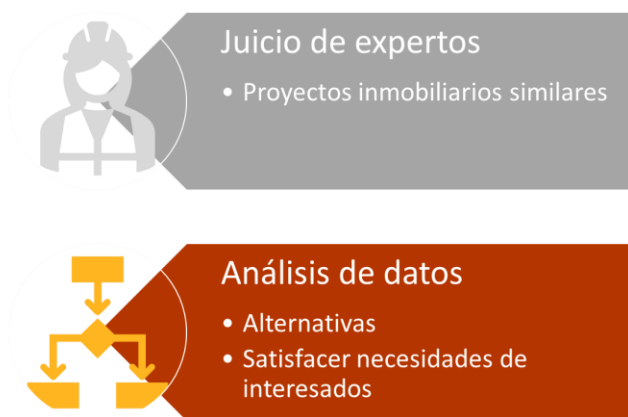 Juicio de expertos
• Proyectos inmobiliarios similares
Análisis de datos
• Alternativas
• Satisfacer necesidades de
interesados